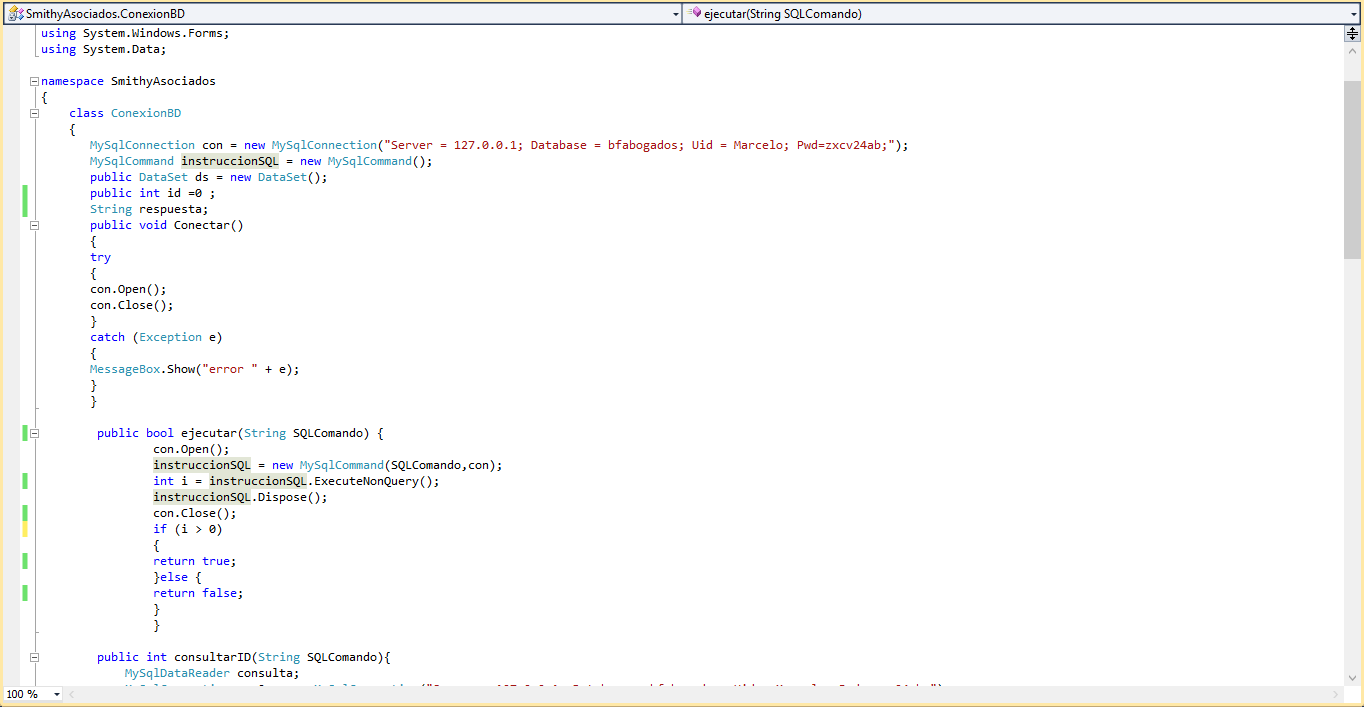 SmithyAsociados.ConexionBD
ejecutar(String SQLComando)
using System.Windows.Forms;
using System.Data;
namespace SmithyAsociados
{
class ConexionBD
{
MySqlConnection con = new MySqlConnection("Server = 127.0.0.1; Database = bfabogados; Uid = Marcelo; Pwd=zxcv24ab;");
MySqlCommand instruccionSQL = new MySqlCommand();
public DataSet ds = new DataSet();
public int id =0 ;
String respuesta;
public void Conectar()
{
try
{
con.Open();
con.Close();
}
catch (Exception e)
{
MessageBox.Show("error " + e);
}
}
public bool ejecutar(String SQLComando) {
con.Open();
instruccionSQL = new MySqlCommand(SQLComando,con);
int i = instruccionSQL.ExecuteNonQuery();
instruccionSQL.Dispose();
con.Close();
if (i > 0)
{
return true;
}else {
return false;
}
}
public int consultarID(String SQLComando){
MySqlDataReader consulta;
100 %